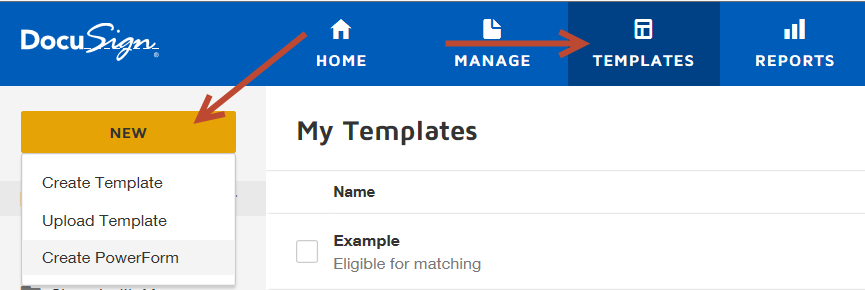 DocuSign
HOME
MANAGE
TEMPLATES
REPORTS
NEW
Create Template
Upload Template
Create PowerForm
My Templates
Name
Example
Eligible for matching